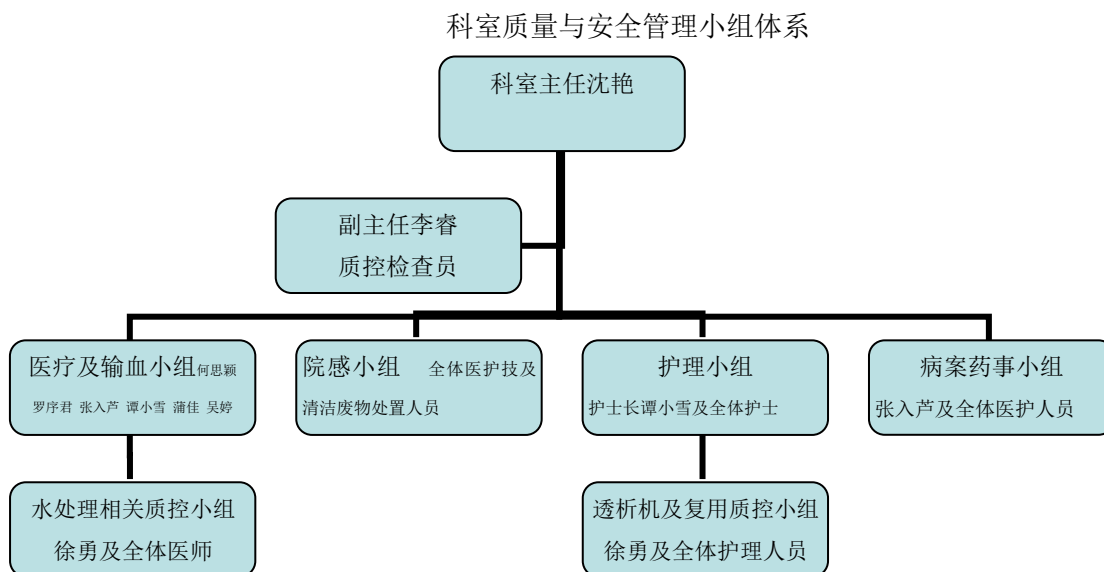 科室质量与安全管理小组体系
科室主任沈艳
副主任李睿
质控检查员
医疗及输血小组何思颖
罗序君 张入芦 谭小雪 蒲佳 吴婷
院感小组 全体医护技及
清洁废物处置人员
护理小组
护士长谭小雪及全体护士
病案药事小组
张入芦及全体医护人员
水处理相关质控小组
徐勇及全体医师
透析机及复用质控小组
徐勇及全体护理人员